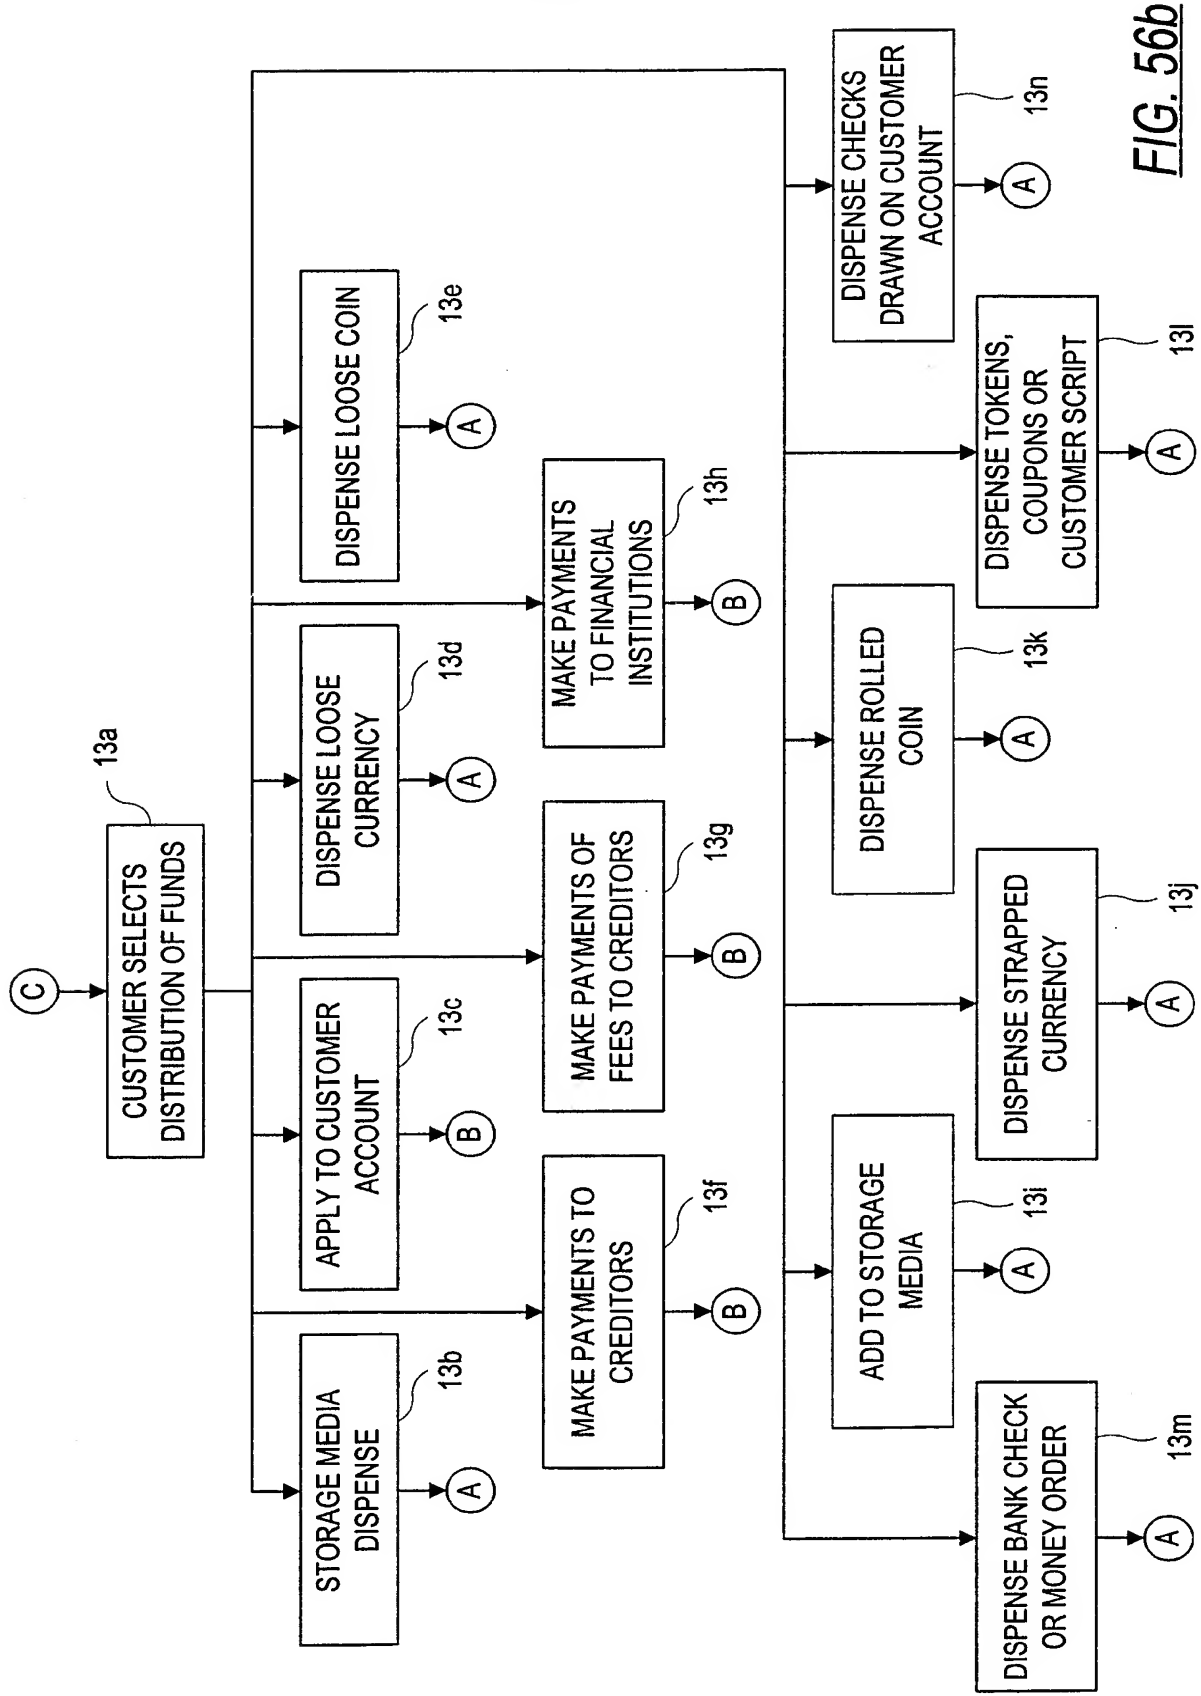 C
CUSTOMER SELECTS
DISTRIBUTION OF FUNDS
13a
STORAGE MEDIA
DISPENSE
13b
A
APPLY TO CUSTOMER
ACCOUNT
13c
B
DISPENSE LOOSE
CURRENCY
13d
A
DISPENSE LOOSE COIN
13e
A
MAKE PAYMENTS TO
CREDITORS
13f
B
MAKE PAYMENTS OF
FEES TO CREDITORS
13g
B
MAKE PAYMENTS
TO FINANCIAL
INSTITUTIONS
13h
B
ADD TO STORAGE
MEDIA
13i
A
DISPENSE ROLLED
COIN
13k
A
DISPENSE CHECKS
DRAWN ON CUSTOMER
ACCOUNT
13n
A
DISPENSE BANK CHECK
OR MONEY ORDER
13m
A
DISPENSE STRAPPED
CURRENCY
13j
A
DISPENSE TOKENS,
COUPONS OR
CUSTOMER SCRIPT
13l
A
FIG. 56b